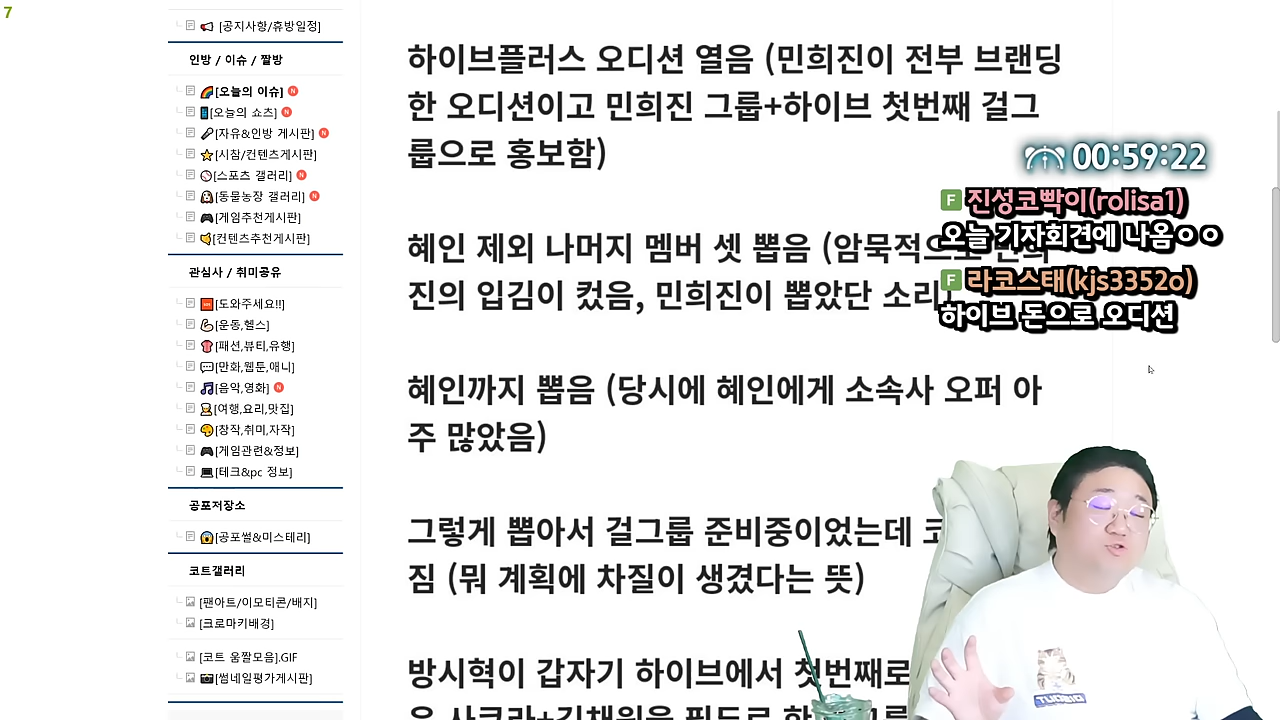 7
[공지사항/휴방일정]
인방 / 이슈 / 짤방
[오늘의 이슈] N
[오늘의 쇼츠] N
[자유&인방 게시판] N
[시참/컨텐츠게시판]
[스포츠 갤러리] N
[동물농장 갤러리] N
[게임추천게시판]
[컨텐츠추천게시판]
관심사 / 취미공유
[도와주세요!!]
[운동,헬스]
[패션,뷰티,유행]
[만화,웹툰,애니]
[음악,영화] N
[여행,요리,맛집]
[창작,취미,자작]
[게임관련&정보]
[테크&pc 정보]
공포저장소
[공포썰&미스테리]
코트갤러리
[팬아트/이모티콘/배지]
[크로마키배경]
[코트 움짤모음].GIF
[썸네일평가게시판]
하이브플러스 오디션 열음 (민희진이 전부 브랜딩
한 오디션이고 민희진 그룹+하이브 첫번째 걸그
룹으로 홍보함)
혜인 제외 나머지 멤버 셋 뽑음 (암묵적으로
진의 입김이 컸음, 민희진이 뽑았단 소리)
혜인까지 뽑음 (당시에 혜인에게 소속사 오퍼 아
주 많았음)
그렇게 뽑아서 걸그룹 준비중이었는데
짐 (뭐 계획에 차질이 생겼다는 뜻)
방시혁이 갑자기 하이브에서 첫번째로
은 사쿠라+김채원을 필두로 한
00:59:22
F 진성코빡이(rolisa1)
오늘 기자회견에 나옴ㅇㅇ
F 라코스태(kjs3352o)
하이브 돈으로 오디션